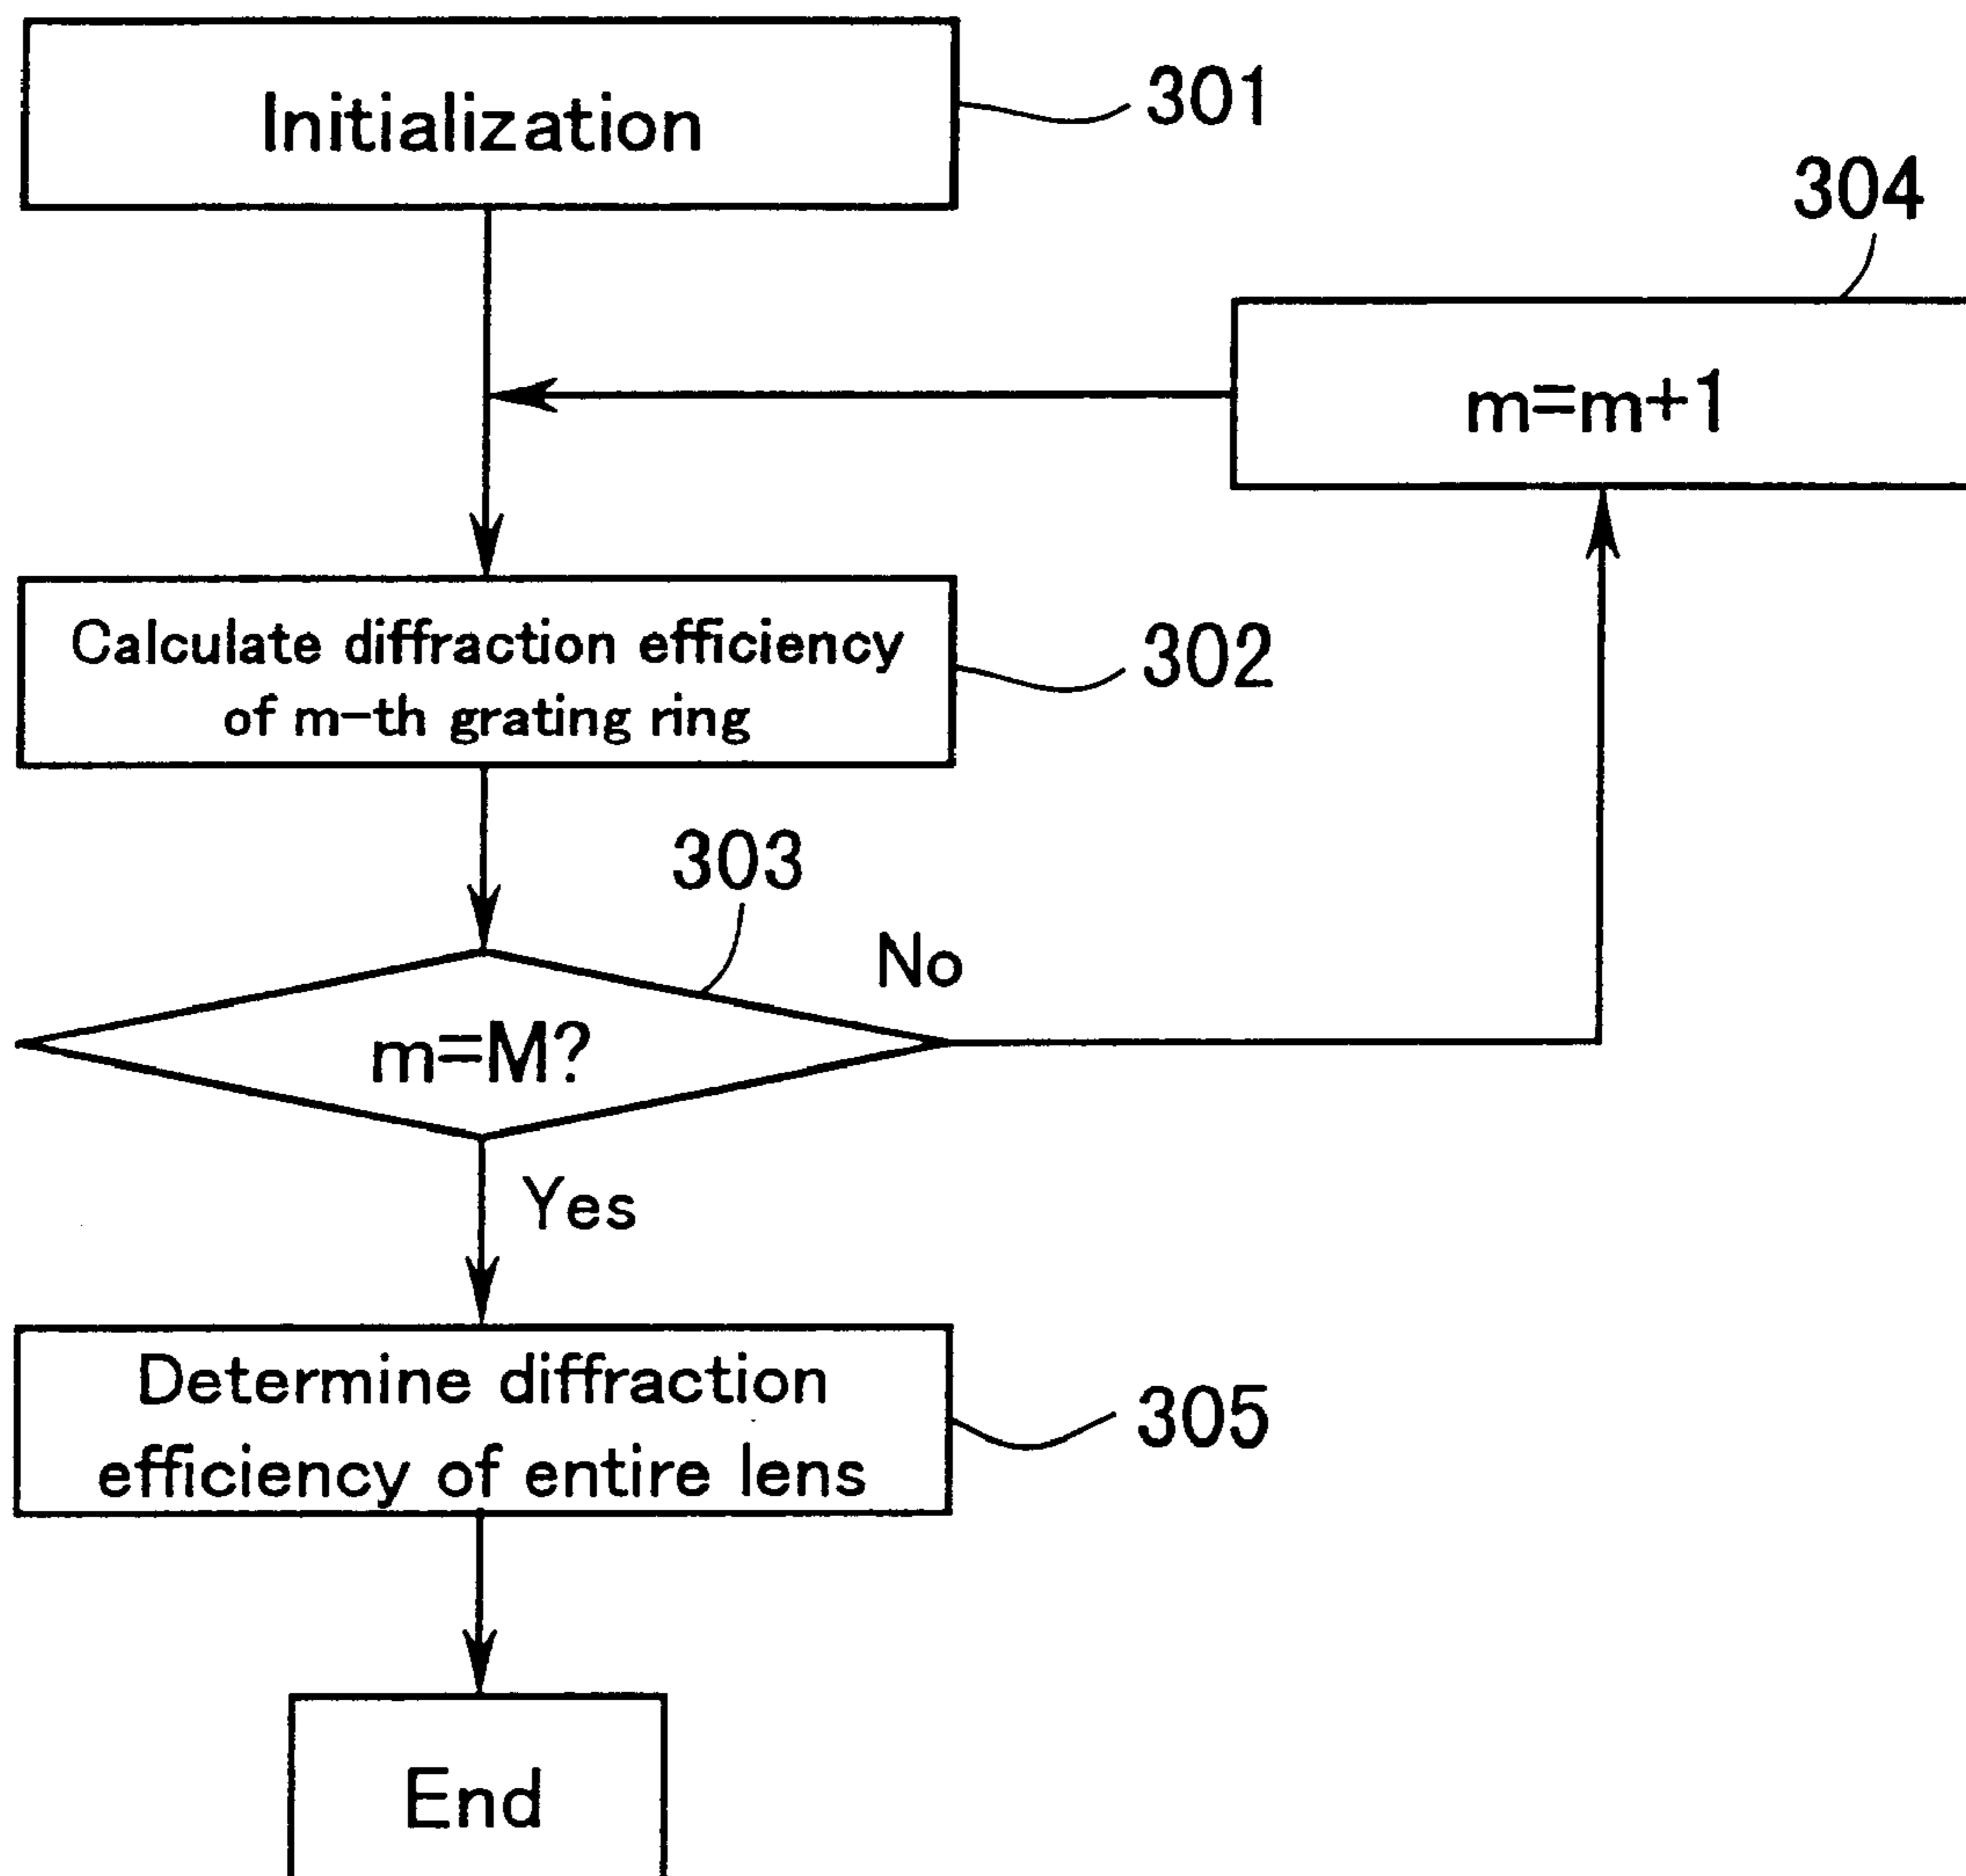 Initialization
301
304
m=m+1
Calculate diffraction efficiency
of m-th grating ring
302
303
No
m=M?
Yes
Determine diffraction
efficiency of entire lens
305
End